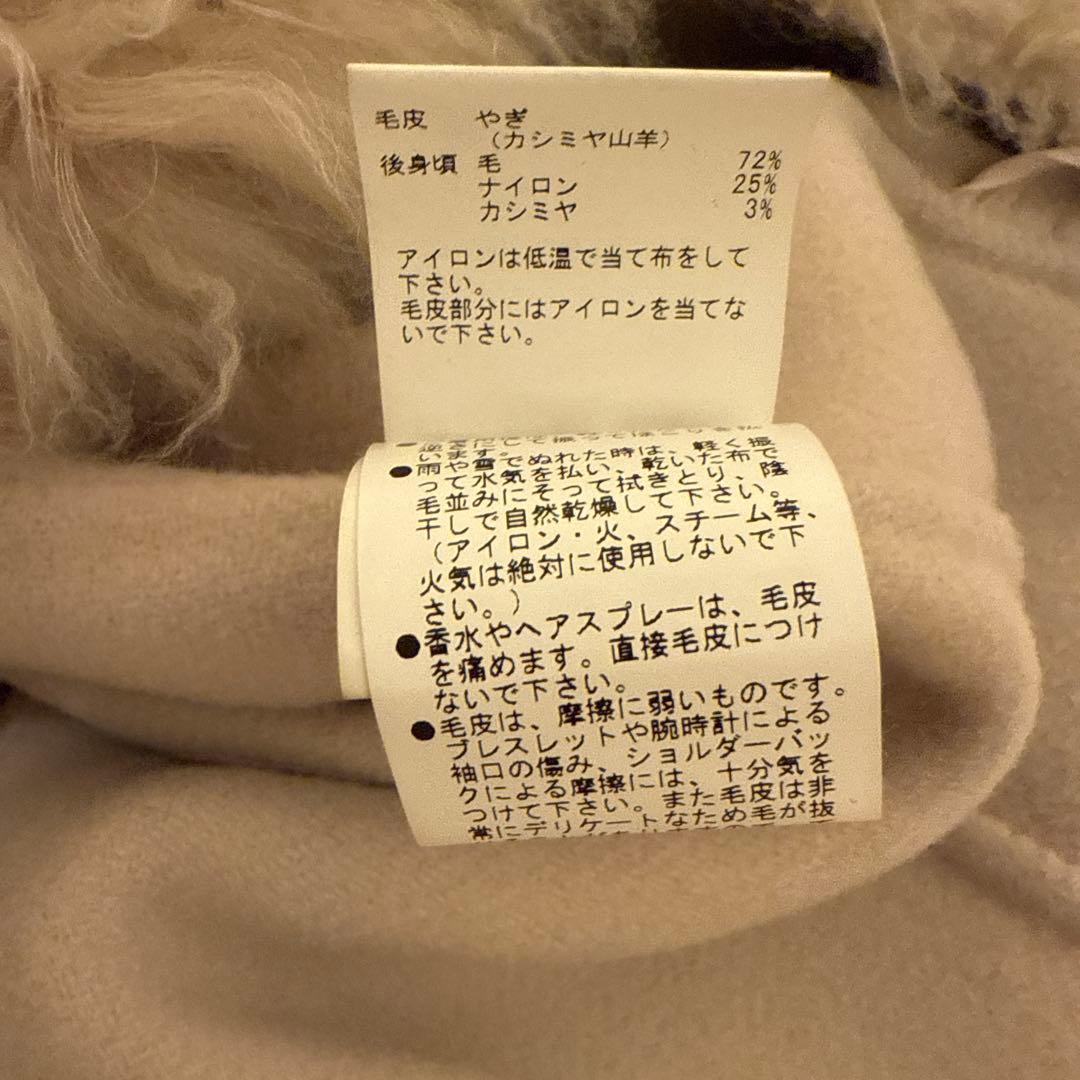 毛皮 やぎ
(カシミヤ山羊)
後身頃 毛 72%
ナイロン 25%
カシミヤ 3%
アイロンは低温で当て布をして
下さい。
毛皮部分にはアイロンを当てな
いで下さい。
います。
●雨や雪でぬれた時は、軽く振
って水気を払い、乾いた布で
毛並みにそって拭きとり、陰
干しで自然乾燥して下さい。
(アイロン・火、スチーム等、
火気は絶対に使用しないで下
さい。)
●香水やヘアスプレーは、毛皮
を痛めます。直接毛皮につけ
ないで下さい。
●毛皮は、摩擦に弱いものです。
ブレスレットや腕時計による
袖口の傷み、ショルダーバッ
クによる摩擦には、十分気を
つけて下さい。また毛皮は非
常にデリケートなため毛が抜